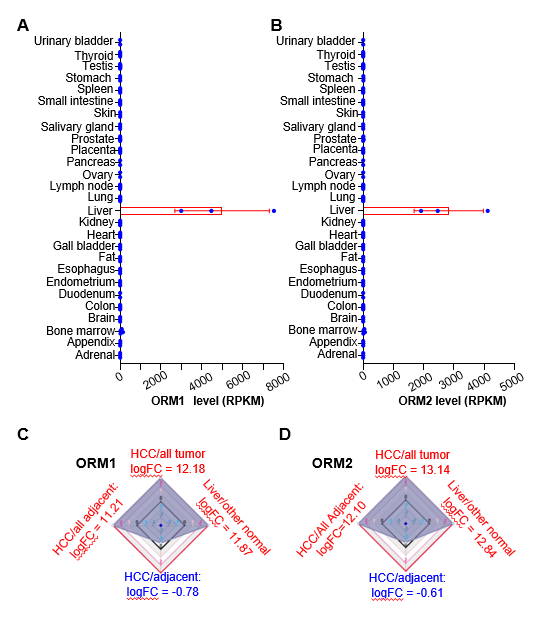 A
Urinary bladder
Thyroid
Testis
Stomach
Spleen
Small intestine
Skin
Salivary gland
Prostate
Placenta
Pancreas
Ovary
Lymph node
Lung
Liver
Kidney
Heart
Gall bladder
Fat
Esophagus
Endometrium
Duodenum
Colon
Brain
Bone marrow
Appendix
Adrenal
0
2000
4000
6000
8000
ORM1 level (RPKM)
B
Urinary bladder
Thyroid
Testis
Stomach
Spleen
Small intestine
Skin
Salivary gland
Prostate
Placenta
Pancreas
Ovary
Lymph node
Lung
Liver
Kidney
Heart
Gall bladder
Fat
Esophagus
Endometrium
Duodenum
Colon
Brain
Bone marrow
Appendix
Adrenal
0
1000
2000
3000
4000
5000
ORM2 level (RPKM)
C
ORM1
HCC/all tumor
logFC = 12.18
HCC/all adjacent:
logFC = 11.21
Liver/other normal
logFC = 11.87
HCC/adjacent:
logFC = -0.78
D
ORM2
HCC/all tumor
logFC = 13.14
HCC/All Adjacent:
logFC=12.10
Liver/other normal
logFC = 12.84
HCC/adjacent:
logFC = -0.61